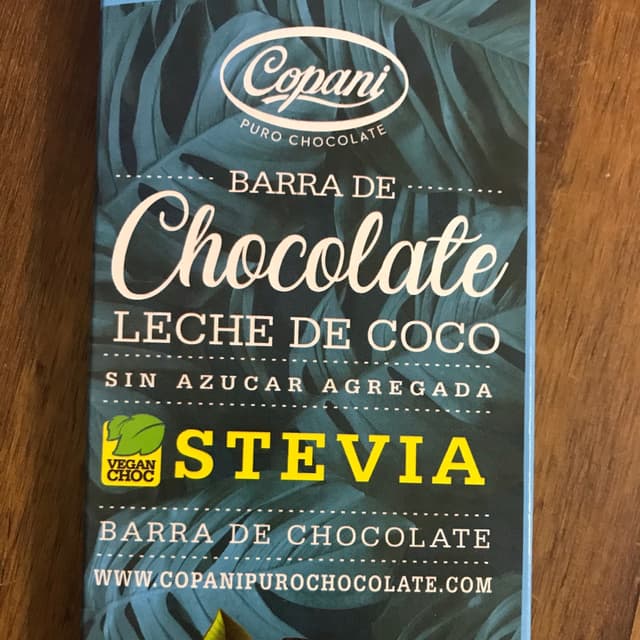 Copani
PURO CHOCOLATE
BARRA DE
Chocolate
LECHE DE COCO
SIN AZUCAR AGREGADA
VEGAN
CHOC
STEVIA
BARRA DE CHOCOLATE
WWW.COPANIPUROCHOCOLATE.COM